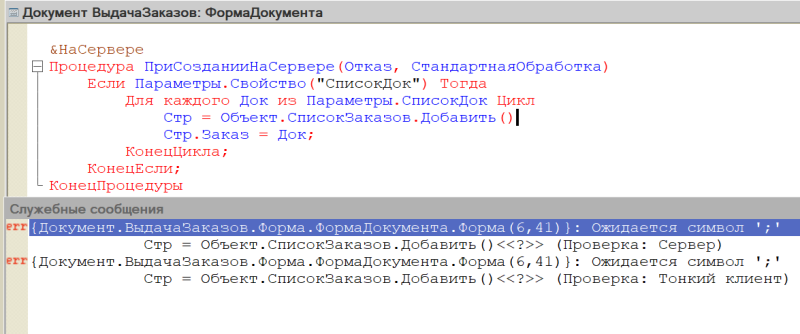 Документ ВыдачаЗаказов: ФормаДокумента
&НаСервере
Процедура ПриСозданииНаСервере(Отказ, СтандартнаяОбработка)
Если Параметры.Свойство("СписокДок") Тогда
Для каждого Док из Параметры.СписокДок Цикл
Стр = Объект.СписокЗаказов.Добавить()
Стр.Заказ = Док;
КонецЦикла;
КонецЕсли;
КонецПроцедуры
Служебные сообщения
err {Документ.ВыдачаЗаказов.Форма.ФормаДокумента.Форма(6,41)}: Ожидается символ ';'
Стр = Объект.СписокЗаказов.Добавить()<<?>> (Проверка: Сервер)
err {Документ.ВыдачаЗаказов.Форма.ФормаДокумента.Форма(6,41)}: Ожидается символ ';'
Стр = Объект.СписокЗаказов.Добавить()<<?>> (Проверка: Тонкий клиент)